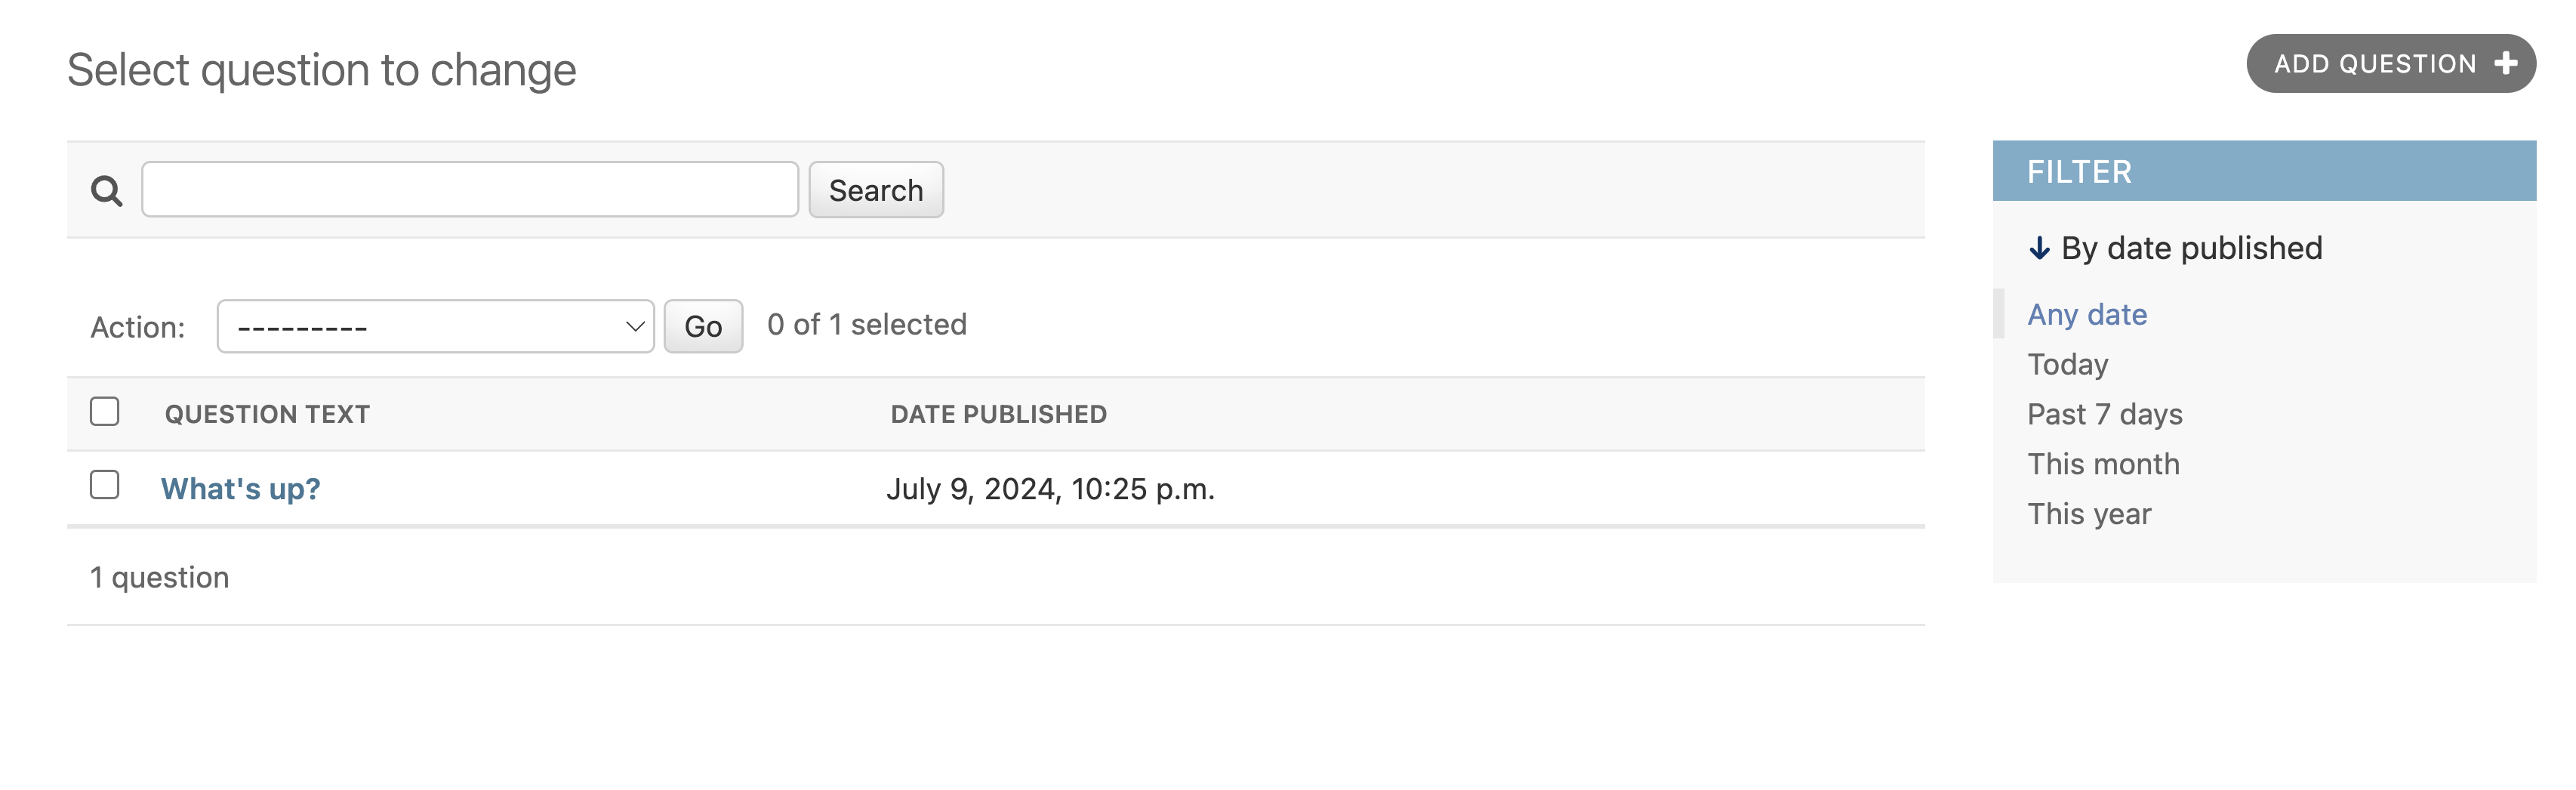 Select question to change
ADD QUESTION +
Search
Action: --------- Go 0 of 1 selected
QUESTION TEXT DATE PUBLISHED
What's up? July 9, 2024, 10:25 p.m.
1 question
FILTER
↓ By date published
Any date
Today
Past 7 days
This month
This year